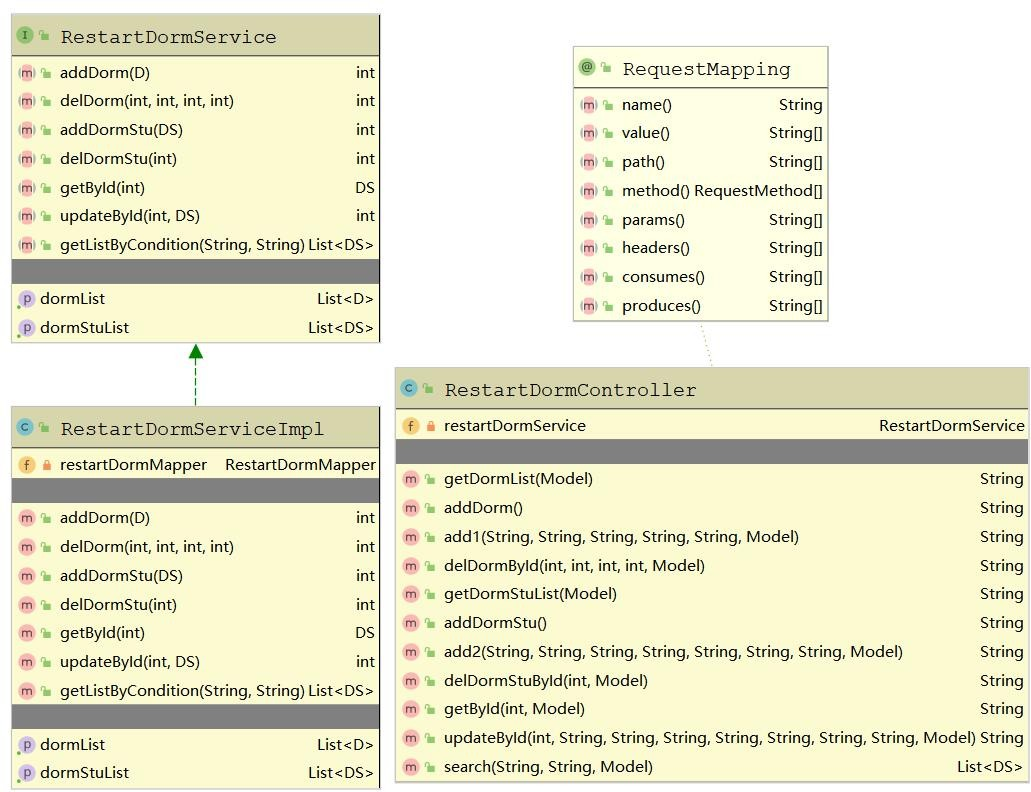 RestartDormService
addDorm(D) int
delDorm(int, int, int, int) int
addDormStu(DS) int
delDormStu(int) int
getById(int) DS
updateById(int, DS) int
getListByCondition(String, String) List<DS>
dormList List<D>
dormStuList List<DS>
RequestMapping
name() String
value() String[]
path() String[]
method() RequestMethod[]
params() String[]
headers() String[]
consumes() String[]
produces() String[]
RestartDormServiceImpl
restartDormMapper RestartDormMapper
addDorm(D) int
delDorm(int, int, int, int) int
addDormStu(DS) int
delDormStu(int) int
getById(int) DS
updateById(int, DS) int
getListByCondition(String, String) List<DS>
dormList List<D>
dormStuList List<DS>
RestartDormController
restartDormService RestartDormService
getDormList(Model) String
addDorm() String
add1(String, String, String, String, String, Model) String
delDormById(int, int, int, int, Model) String
getDormStuList(Model) String
addDormStu() String
add2(String, String, String, String, String, String, String, Model) String
delDormStuById(int, Model) String
getById(int, Model) String
updateById(int, String, String, String, String, String, String, String, Model) String
search(String, String, Model) List<DS>